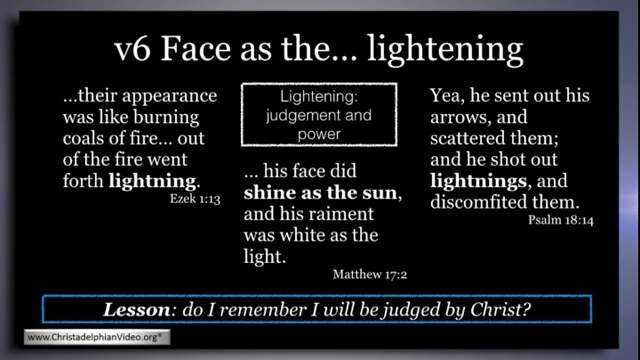 v6 Face as the... lightening
...their appearance
was like burning
coals of fire... out
of the fire went
forth lightning.
Ezek 1:13
Lightening:
judgement and
power
... his face did
shine as the sun,
and his raiment
was white as the
light.
Matthew 17:2
Yea, he sent out his
arrows, and
scattered them;
and he shot out
lightnings, and
discomfited them.
Psalm 18:14
Lesson: do I remember I will be judged by Christ?
www.ChristadelphianVideo.org®